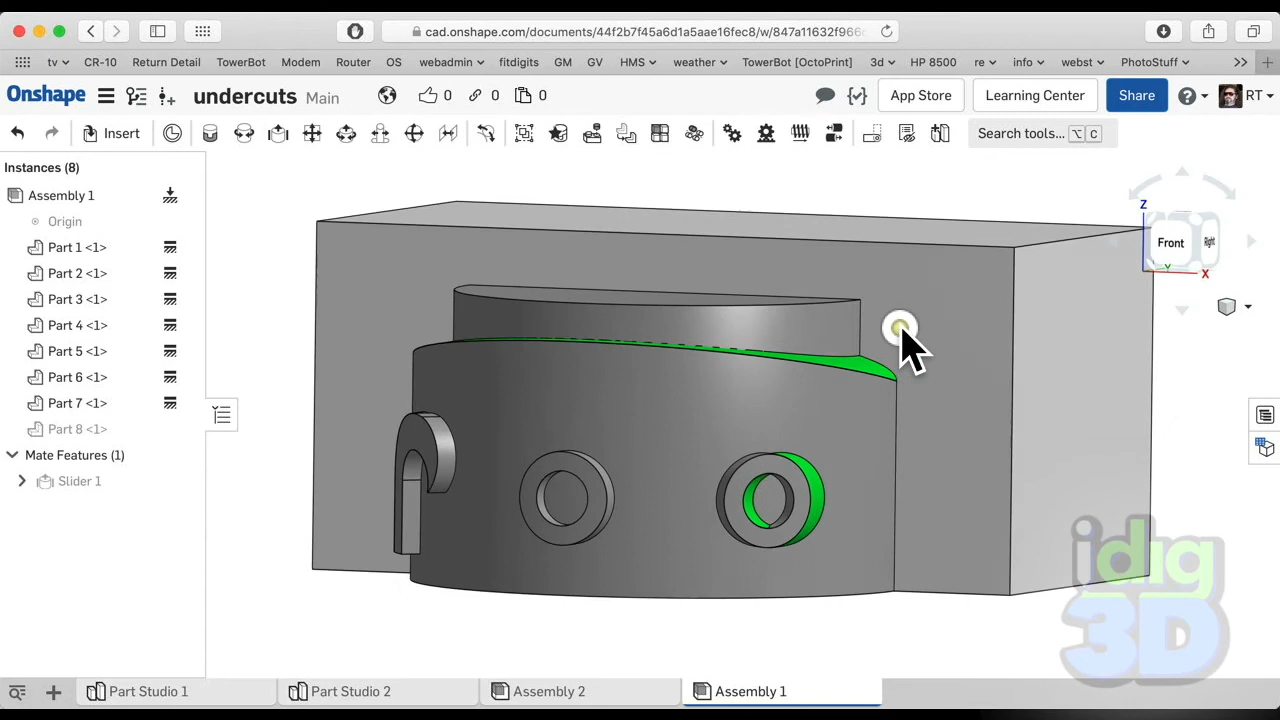 cad.onshape.com/documents/44f2b7f45a6d1a5aae16fec8/w/847a11632f966c
tv CR-10 Return Detail TowerBot Modem Router OS webadmin fitdigits GM GV HMS weather TowerBot [OctoPrint] 3d HP 8500 re info webst PhotoStuff
Onshape undercuts Main 0 0 0 App Store Learning Center Share RT
Insert Search tools... ⌥ C
Instances (8)
Assembly 1
Origin
Part 1 <1>
Part 2 <1>
Part 3 <1>
Part 4 <1>
Part 5 <1>
Part 6 <1>
Part 7 <1>
Part 8 <1>
Mate Features (1)
Slider 1
Z
Front Right
Y
X
idig
3D
Part Studio 1 Part Studio 2 Assembly 2 Assembly 1